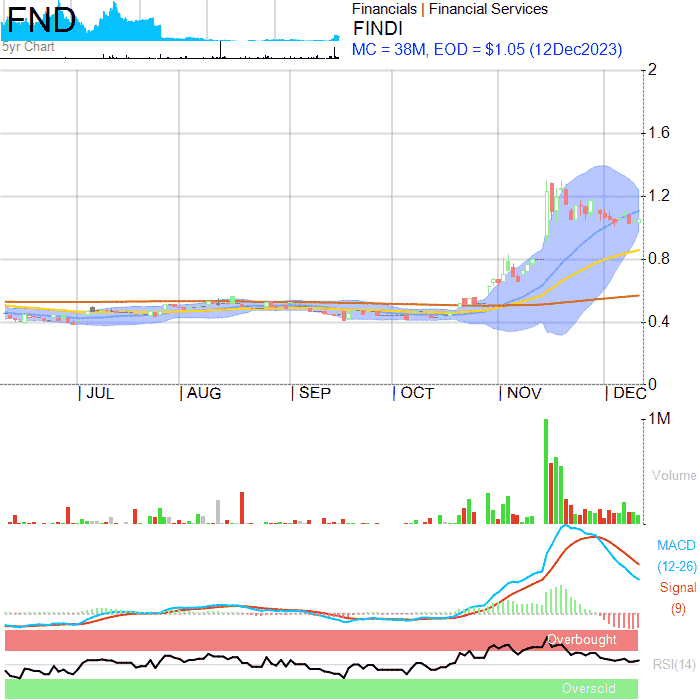 FND
5yr Chart
Financials | Financial Services
FINDI
MC = 38M, EOD = $1.05 (12Dec2023)
2
1.6
1.2
0.8
0.4
0
JUL AUG SEP OCT NOV DEC
1M
Volume
MACD
(12-26)
Signal
(9)
Overbought
RSI(14)
Oversold